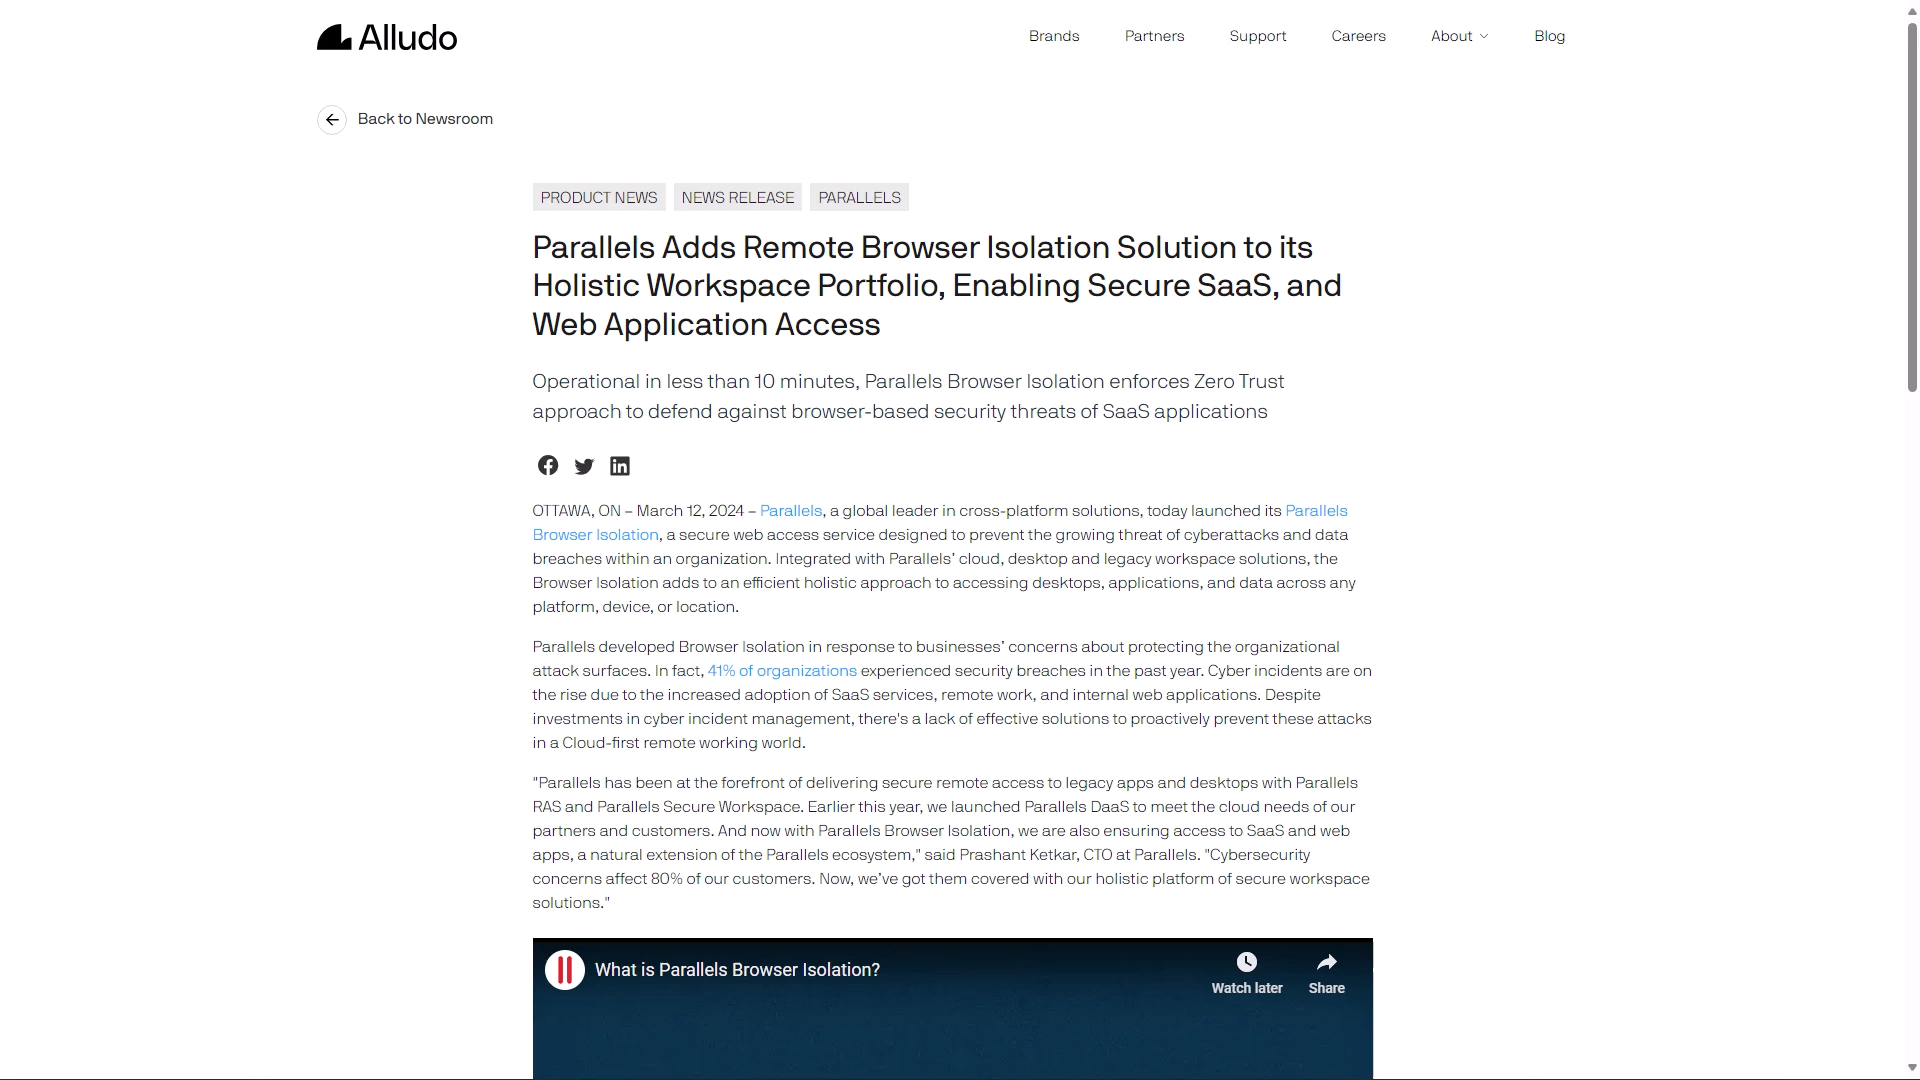 Alludo
Brands
Partners
Support
Careers
About
Blog
Back to Newsroom
PRODUCT NEWS
NEWS RELEASE
PARALLELS
Parallels Adds Remote Browser Isolation Solution to its
Holistic Workspace Portfolio, Enabling Secure SaaS, and
Web Application Access
Operational in less than 10 minutes, Parallels Browser Isolation enforces Zero Trust
approach to defend against browser-based security threats of SaaS applications
OTTAWA, ON – March 12, 2024 – Parallels, a global leader in cross-platform solutions, today launched its Parallels
Browser Isolation, a secure web access service designed to prevent the growing threat of cyberattacks and data
breaches within an organization. Integrated with Parallels’ cloud, desktop and legacy workspace solutions, the
Browser Isolation adds to an efficient holistic approach to accessing desktops, applications, and data across any
platform, device, or location.
Parallels developed Browser Isolation in response to businesses’ concerns about protecting the organizational
attack surfaces. In fact, 41% of organizations experienced security breaches in the past year. Cyber incidents are on
the rise due to the increased adoption of SaaS services, remote work, and internal web applications. Despite
investments in cyber incident management, there's a lack of effective solutions to proactively prevent these attacks
in a Cloud-first remote working world.
"Parallels has been at the forefront of delivering secure remote access to legacy apps and desktops with Parallels
RAS and Parallels Secure Workspace. Earlier this year, we launched Parallels DaaS to meet the cloud needs of our
partners and customers. And now with Parallels Browser Isolation, we are also ensuring access to SaaS and web
apps, a natural extension of the Parallels ecosystem," said Prashant Ketkar, CTO at Parallels. "Cybersecurity
concerns affect 80% of our customers. Now, we’ve got them covered with our holistic platform of secure workspace
solutions."
What is Parallels Browser Isolation?
Watch later
Share